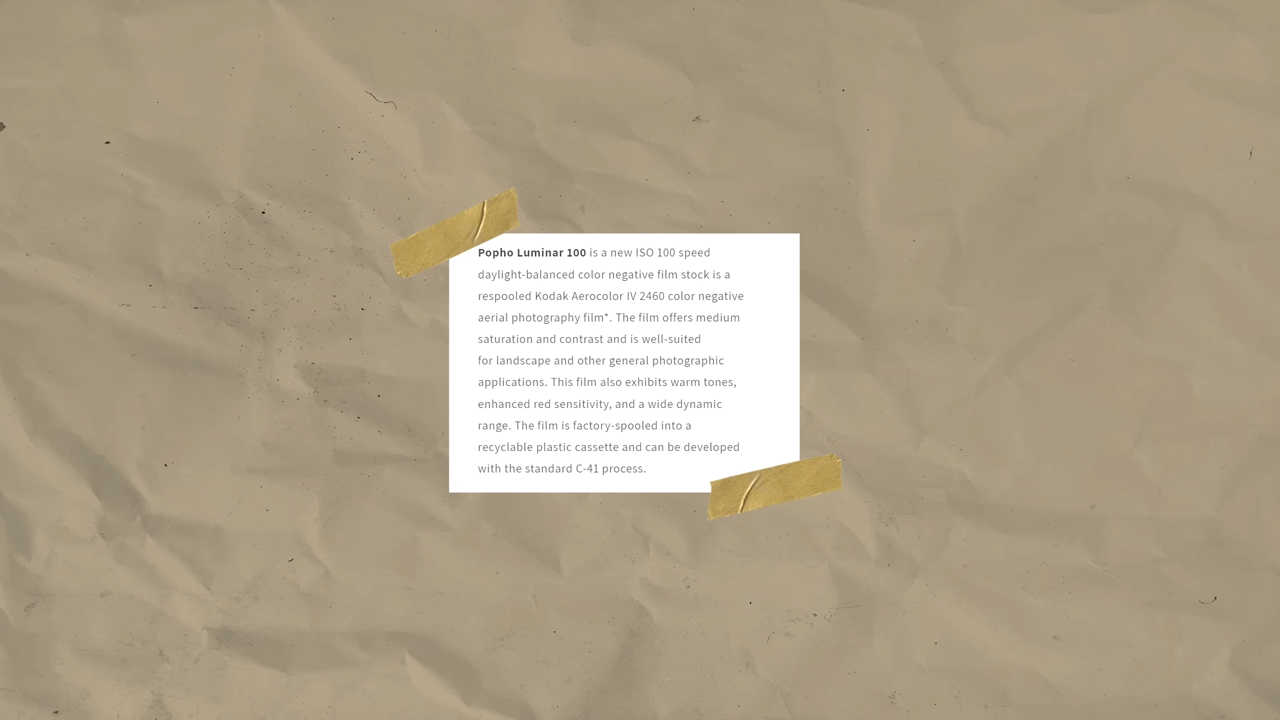 Popho Luminar 100 is a new ISO 100 speed
daylight-balanced color negative film stock is a
respooled Kodak Aerocolor IV 2460 color negative
aerial photography film*. The film offers medium
saturation and contrast and is well-suited
for landscape and other general photographic
applications. This film also exhibits warm tones,
enhanced red sensitivity, and a wide dynamic
range. The film is factory-spooled into a
recyclable plastic cassette and can be developed
with the standard C-41 process.